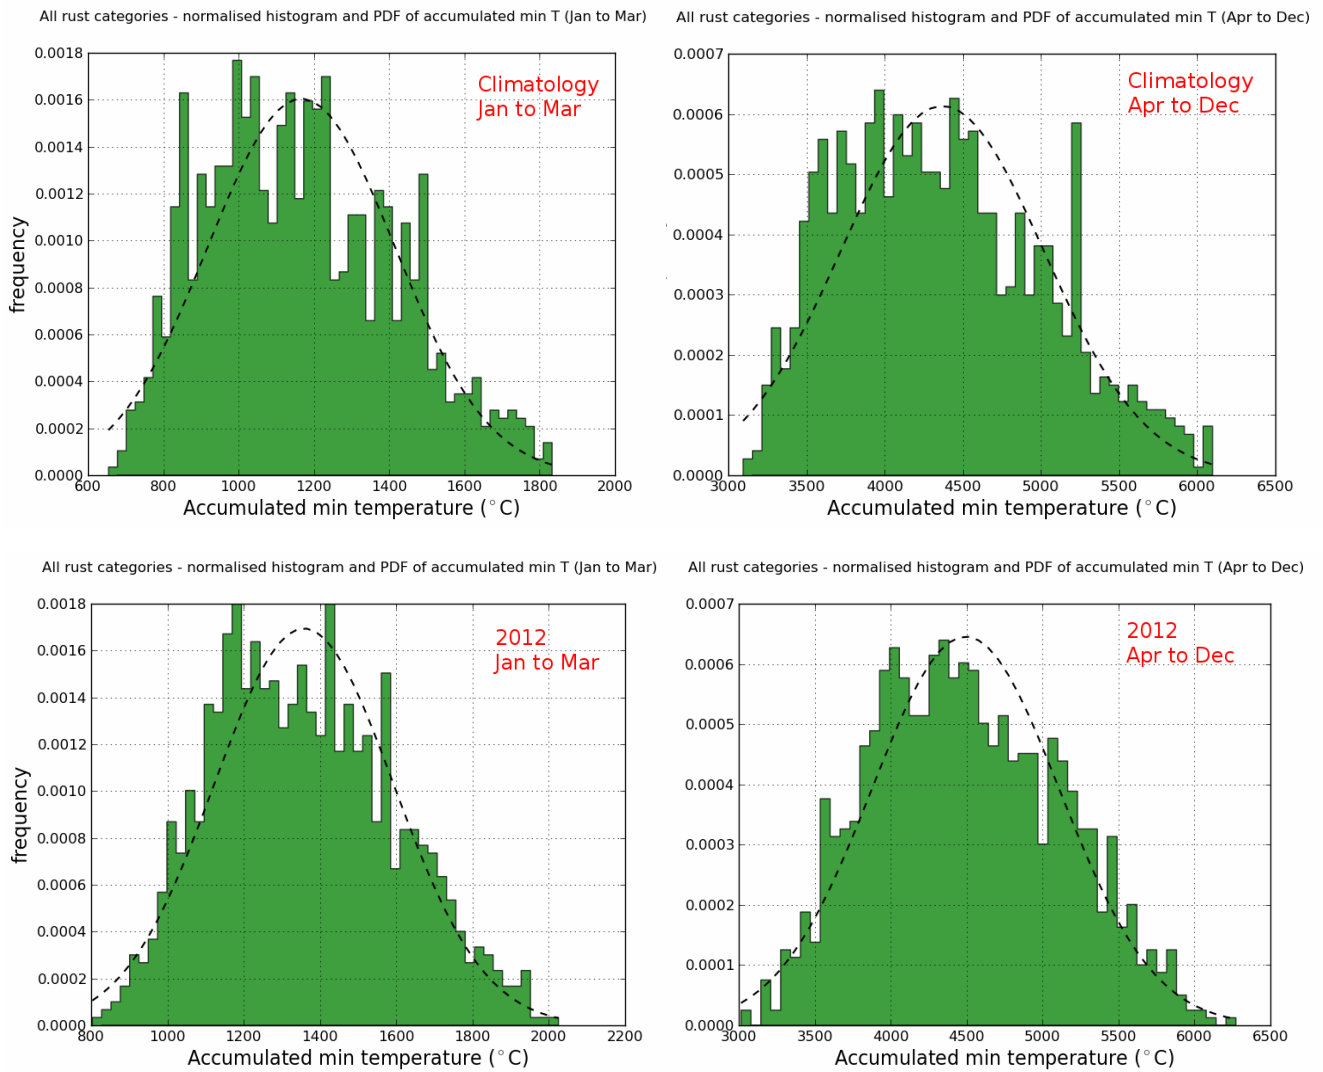 All rust categories - normalised histogram and PDF of accumulated min T (Jan to Mar)
0.0018
0.0016
0.0014
0.0012
0.0010
0.0008
0.0006
0.0004
0.0002
0.0000
frequency
Climatology
Jan to Mar
600 800 1000 1200 1400 1600 1800 2000
Accumulated min temperature (°C)
All rust categories - normalised histogram and PDF of accumulated min T (Apr to Dec)
0.0007
0.0006
0.0005
0.0004
0.0003
0.0002
0.0001
0.0000
Climatology
Apr to Dec
3000 3500 4000 4500 5000 5500 6000 6500
Accumulated min temperature (°C)
All rust categories - normalised histogram and PDF of accumulated min T (Jan to Mar)
0.0018
0.0016
0.0014
0.0012
0.0010
0.0008
0.0006
0.0004
0.0002
0.0000
frequency
2012
Jan to Mar
800 1000 1200 1400 1600 1800 2000 2200
Accumulated min temperature (°C)
All rust categories - normalised histogram and PDF of accumulated min T (Apr to Dec)
0.0007
0.0006
0.0005
0.0004
0.0003
0.0002
0.0001
0.0000
2012
Apr to Dec
3000 3500 4000 4500 5000 5500 6000 6500
Accumulated min temperature (°C)